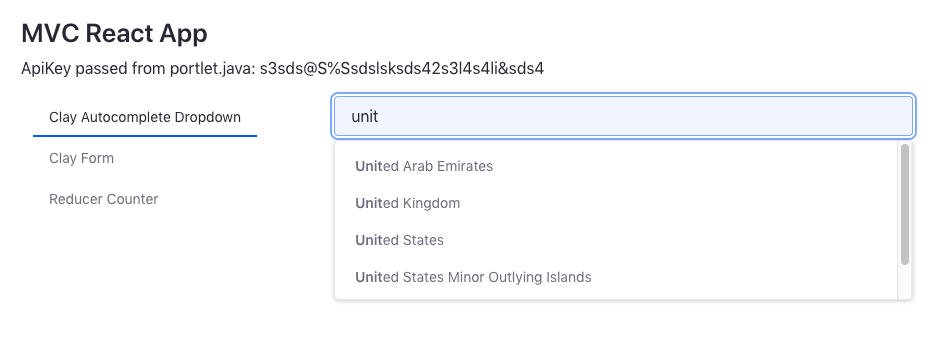 MVC React App
ApiKey passed from portlet.java: s3sds@S%Ssdslsksds42s3l4s4li&sds4
Clay Autocomplete Dropdown
unit
Clay Form
Reducer Counter
United Arab Emirates
United Kingdom
United States
United States Minor Outlying Islands